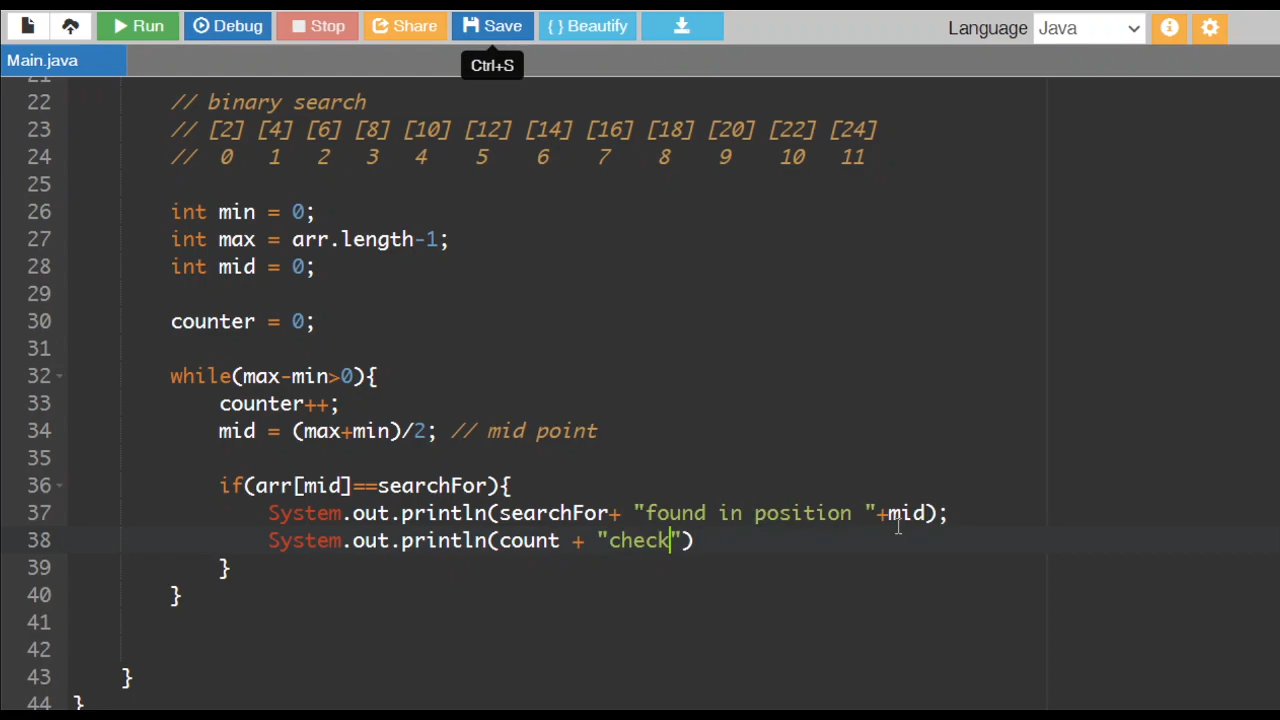 Run Debug Stop Share Save { } Beautify Language Java
Main.java
Ctrl+S
21
22 // binary search
23 // [2] [4] [6] [8] [10] [12] [14] [16] [18] [20] [22] [24]
24 // 0 1 2 3 4 5 6 7 8 9 10 11
25
26 int min = 0;
27 int max = arr.length-1;
28 int mid = 0;
29
30 counter = 0;
31
32 while(max-min>0){
33 counter++;
34 mid = (max+min)/2; // mid point
35
36 if(arr[mid]==searchFor){
37 System.out.println(searchFor+ "found in position "+mid);
38 System.out.println(count + "check")
39 }
40 }
41
42
43 }
44 }